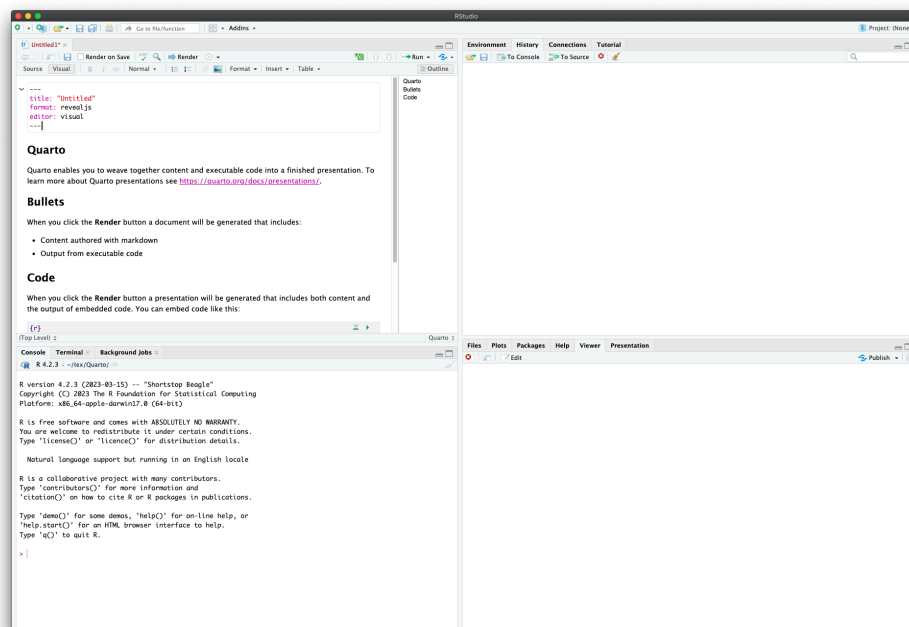 RStudio
Go to file/function
Addins
Project: (None
Untitled1*
Render on Save
Render
Run
Source Visual B I </> Normal Format Insert Table Outline
---
title: "Untitled"
format: revealjs
editor: visual
---
Quarto
Quarto enables you to weave together content and executable code into a finished presentation. To
learn more about Quarto presentations see https://quarto.org/docs/presentations/.
Bullets
When you click the Render button a document will be generated that includes:
• Content authored with markdown
• Output from executable code
Code
When you click the Render button a presentation will be generated that includes both content and
the output of embedded code. You can embed code like this:
{r}
Quarto
Bullets
Code
(Top Level) Quarto
Console Terminal Background Jobs
R 4.2.3 · ~/tex/Quarto/
R version 4.2.3 (2023-03-15) -- "Shortstop Beagle"
Copyright (C) 2023 The R Foundation for Statistical Computing
Platform: x86_64-apple-darwin17.0 (64-bit)
R is free software and comes with ABSOLUTELY NO WARRANTY.
You are welcome to redistribute it under certain conditions.
Type 'license()' or 'licence()' for distribution details.
Natural language support but running in an English locale
R is a collaborative project with many contributors.
Type 'contributors()' for more information and
'citation()' on how to cite R or R packages in publications.
Type 'demo()' for some demos, 'help()' for on-line help, or
'help.start()' for an HTML browser interface to help.
Type 'q()' to quit R.
>
Environment History Connections Tutorial
To Console To Source
Files Plots Packages Help Viewer Presentation
Edit
Publish